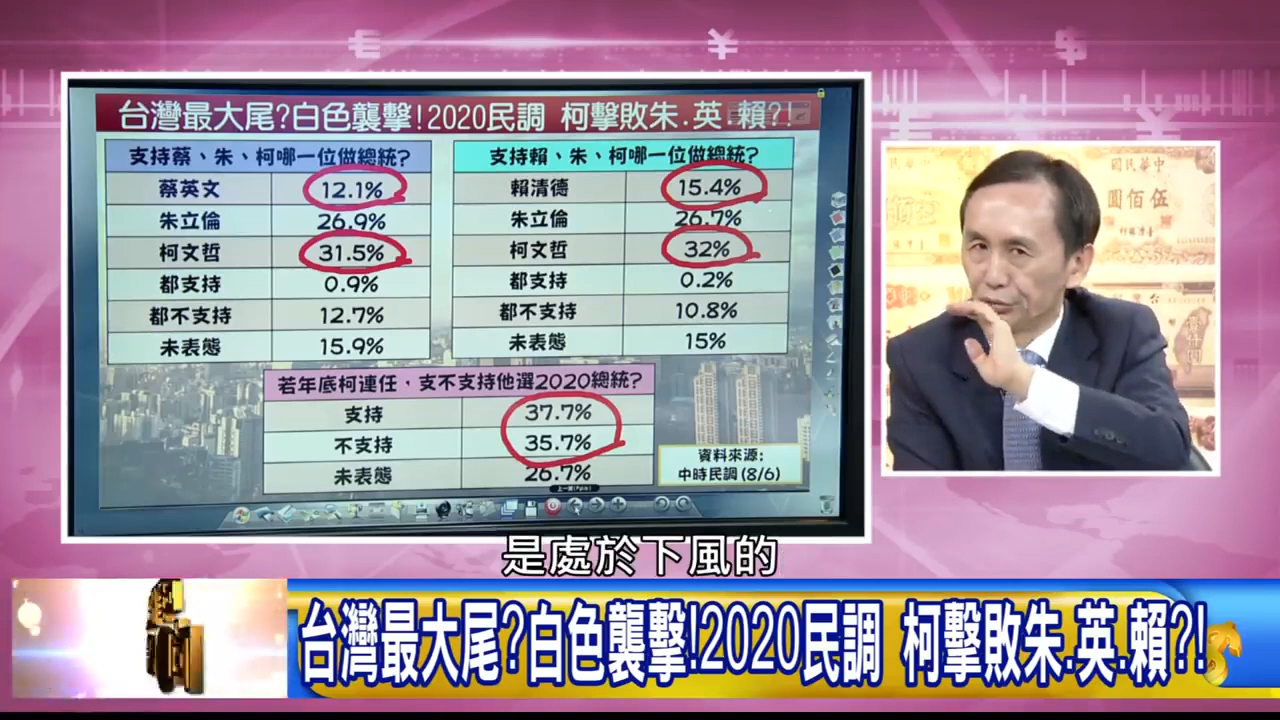 台灣最大尾?白色襲擊!2020民調 柯擊敗朱.英.賴?!
支持蔡、朱、柯哪一位做總統?
蔡英文 12.1%
朱立倫 26.9%
柯文哲 31.5%
都支持 0.9%
都不支持 12.7%
未表態 15.9%
支持賴、朱、柯哪一位做總統?
賴清德 15.4%
朱立倫 26.7%
柯文哲 32%
都支持 0.2%
都不支持 10.8%
未表態 15%
若年底柯連任,支不支持他選2020總統?
支持 37.7%
不支持 35.7%
未表態 26.7%
資料來源:
中時民調(8/6)
中華民國
伍佰
圓
是處於下風的
台灣最大尾?白色襲擊!2020民調 柯擊敗朱.英.賴?!